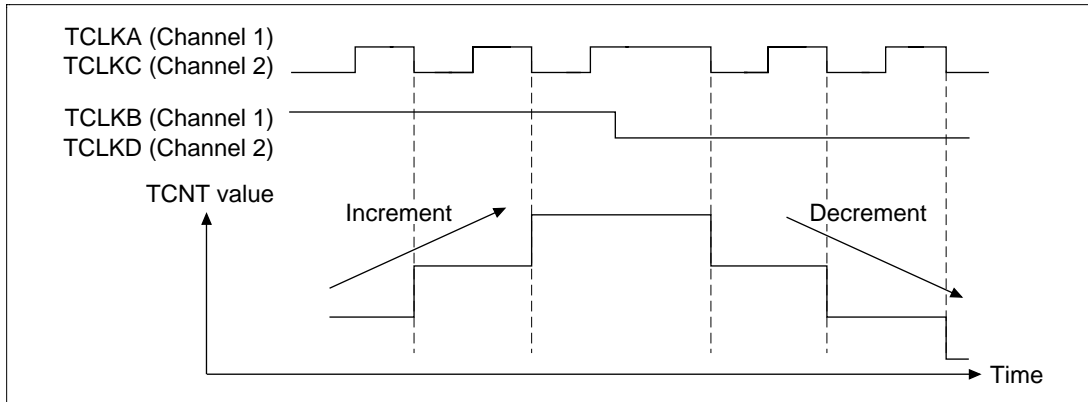 TCLKA (Channel 1)
TCLKC (Channel 2)
TCLKB (Channel 1)
TCLKD (Channel 2)
TCNT value
Increment
Decrement
Time